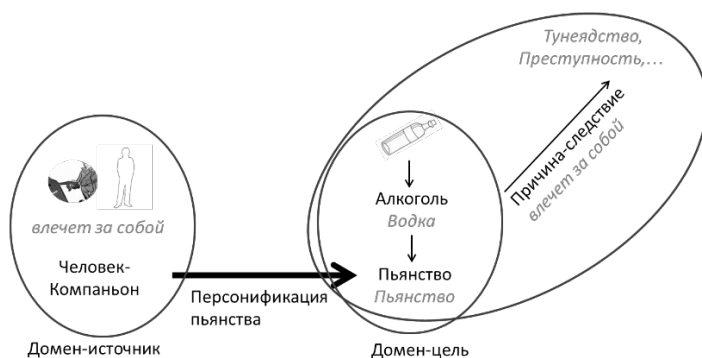 Тунеядство,
Преступность,…
Причина-следствие
влечет за собой
влечет за собой
Человек-
Компаньон
Персонификация
пьянства
Алкоголь
Водка
Пьянство
Пьянство
Домен-источник
Домен-цель